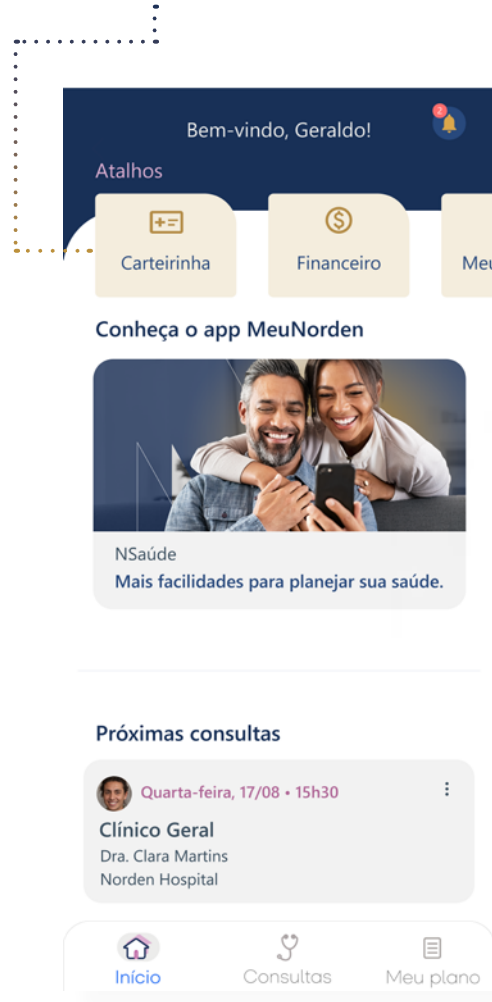 Bem-vindo, Geraldo!
2
Atalhos
Carteirinha
Financeiro
Meu
Conheça o app MeuNorden
N
NSaúde
Mais facilidades para planejar sua saúde.
Próximas consultas
Quarta-feira, 17/08 • 15h30
Clínico Geral
Dra. Clara Martins
Norden Hospital
Início
Consultas
Meu plano